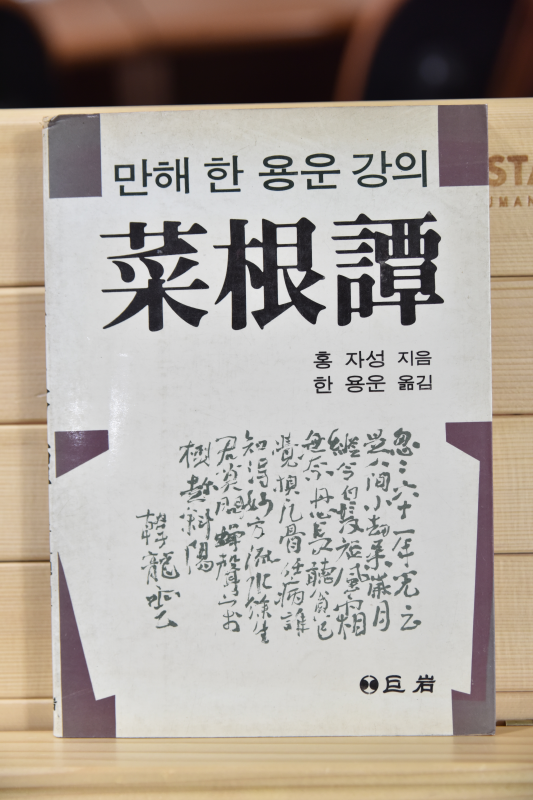 만해 한 용운 강의
菜根譚
홍 자성 지음
한 용운 옮김
忽々六十一年光云
是人間小劫桑歲月
縱令白髮短風霜
無奈丹心長聽貧已
覺換凡骨任病誰
知得妙方流水餘生
君莫問蟬聲萬
樹趁斜陽
韓龍雲
巨岩
STA
UMAN